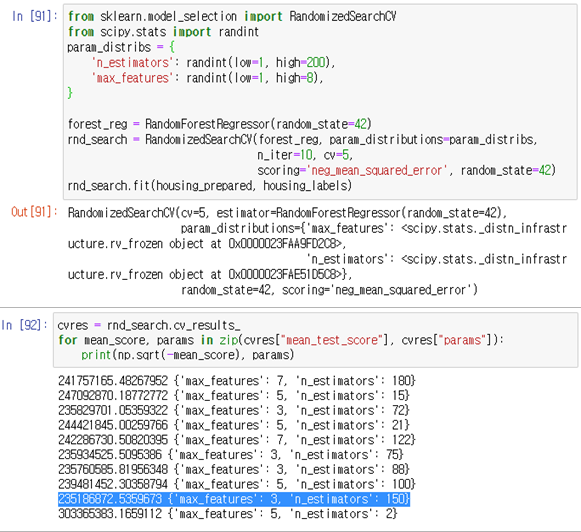 In [91]: from sklearn.model_selection import RandomizedSearchCV
from scipy.stats import randint
param_distribs = {
'n_estimators': randint(low=1, high=200),
'max_features': randint(low=1, high=8),
}
forest_reg = RandomForestRegressor(random_state=42)
rnd_search = RandomizedSearchCV(forest_reg, param_distributions=param_distribs,
n_iter=10, cv=5,
scoring='neg_mean_squared_error', random_state=42)
rnd_search.fit(housing_prepared, housing_labels)
Out[91]: RandomizedSearchCV(cv=5, estimator=RandomForestRegressor(random_state=42),
param_distributions={'max_features': <scipy.stats._distn_infrastr
ucture.rv_frozen object at 0x0000023FAA9FD2C8>,
'n_estimators': <scipy.stats._distn_infrastr
ucture.rv_frozen object at 0x0000023FAE51D5C8>},
random_state=42, scoring='neg_mean_squared_error')
In [92]: cvres = rnd_search.cv_results_
for mean_score, params in zip(cvres["mean_test_score"], cvres["params"]):
print(np.sqrt(-mean_score), params)
241757165.48267952 {'max_features': 7, 'n_estimators': 180}
247092870.18772772 {'max_features': 5, 'n_estimators': 15}
235829701.05359322 {'max_features': 3, 'n_estimators': 72}
244421845.00259766 {'max_features': 5, 'n_estimators': 21}
242286730.50820395 {'max_features': 7, 'n_estimators': 122}
235934525.5095386 {'max_features': 3, 'n_estimators': 75}
235760585.81956348 {'max_features': 3, 'n_estimators': 88}
239481452.30358794 {'max_features': 5, 'n_estimators': 100}
235186872.5359673 {'max_features': 3, 'n_estimators': 150}
303365383.1659112 {'max_features': 5, 'n_estimators': 2}